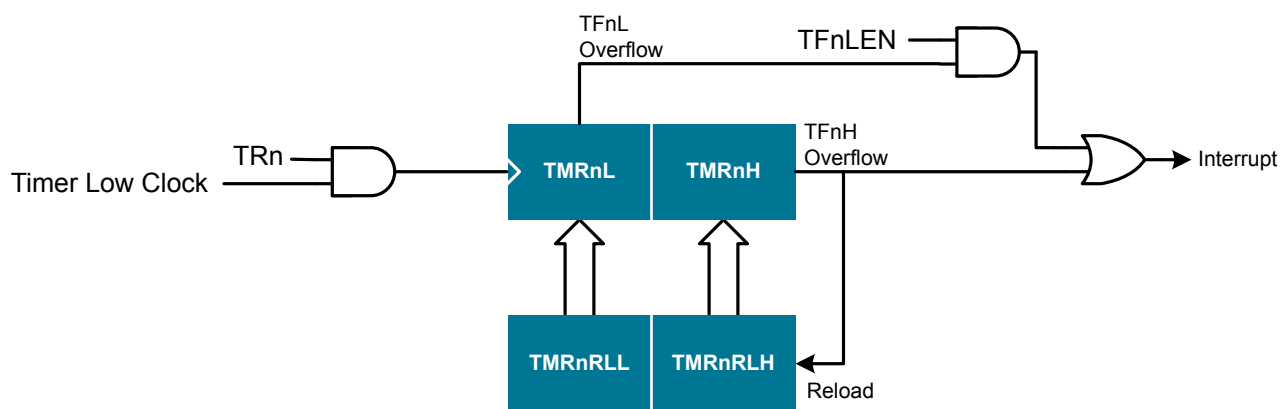 TFnL
Overflow
TFnLEN
TRn
Timer Low Clock
TMRnL
TMRnH
TFnH
Overflow
Interrupt
TMRnRLL
TMRnRLH
Reload